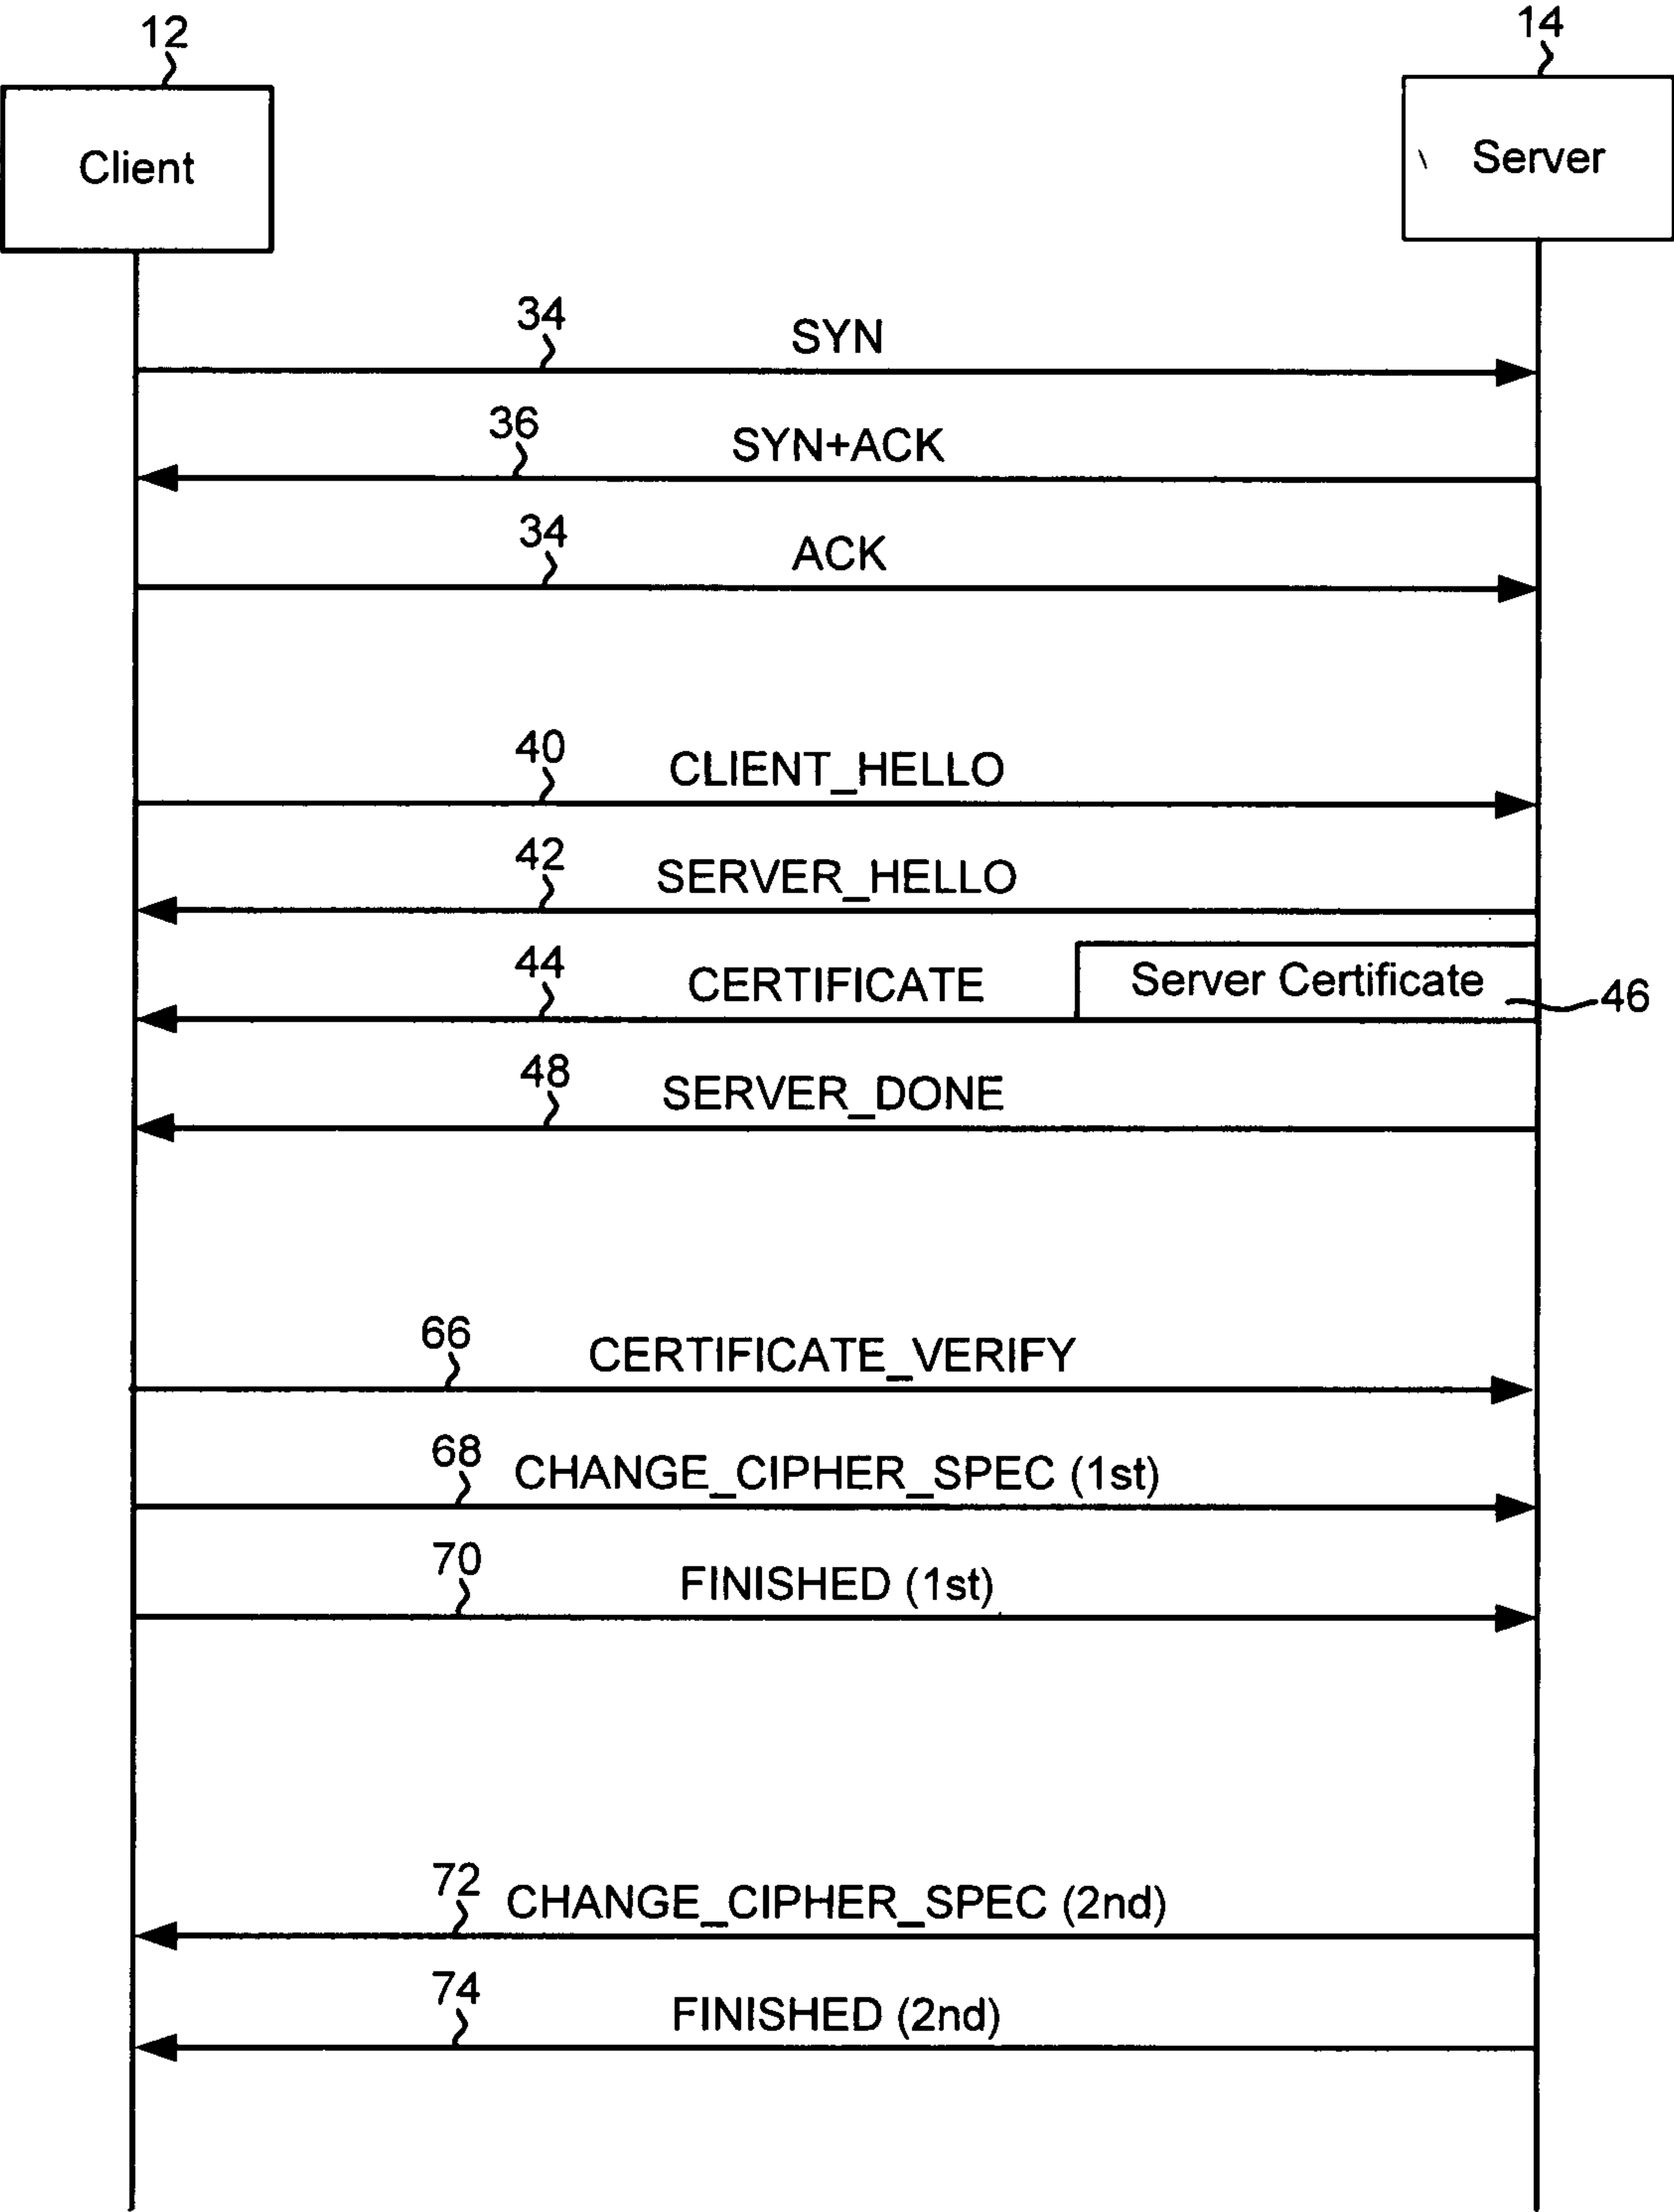 12
14
Client
Server
34
SYN
36
SYN+ACK
34
ACK
40
CLIENT_HELLO
42
SERVER_HELLO
44
CERTIFICATE
Server Certificate
46
48
SERVER_DONE
66
CERTIFICATE_VERIFY
68
CHANGE_CIPHER_SPEC (1st)
70
FINISHED (1st)
72
CHANGE_CIPHER_SPEC (2nd)
74
FINISHED (2nd)